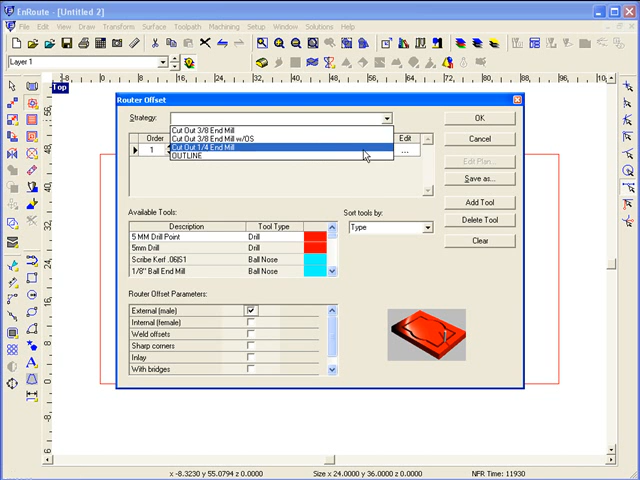 EnRoute - [Untitled 2]
File Edit View Draw Transform Surface Toolpath Machining Setup Window Solutions Help
Layer 1
Top
Router Offset
Strategy:
OK
Cut Out 3/8 End Mill
Cut Out 3/8 End Mill w/OS
Cut Out 1/4 End Mill
OUTLINE
Order
Edit
1
...
Cancel
Edit Plan...
Save as...
Add Tool
Delete Tool
Clear
Available Tools:
Sort tools by:
Description Tool Type
Type
5 MM Drill Point Drill
5mm Drill Drill
Scribe Kerf .06IS1 Ball Nose
1/8" Ball End Mill Ball Nose
Router Offset Parameters:
External (male)
Internal (female)
Weld offsets
Sharp corners
Inlay
With bridges
x -8.3230 y 55.0794 z 0.0000 Size x 24.0000 y 36.0000 z 0.0000 NFR Time: 11930